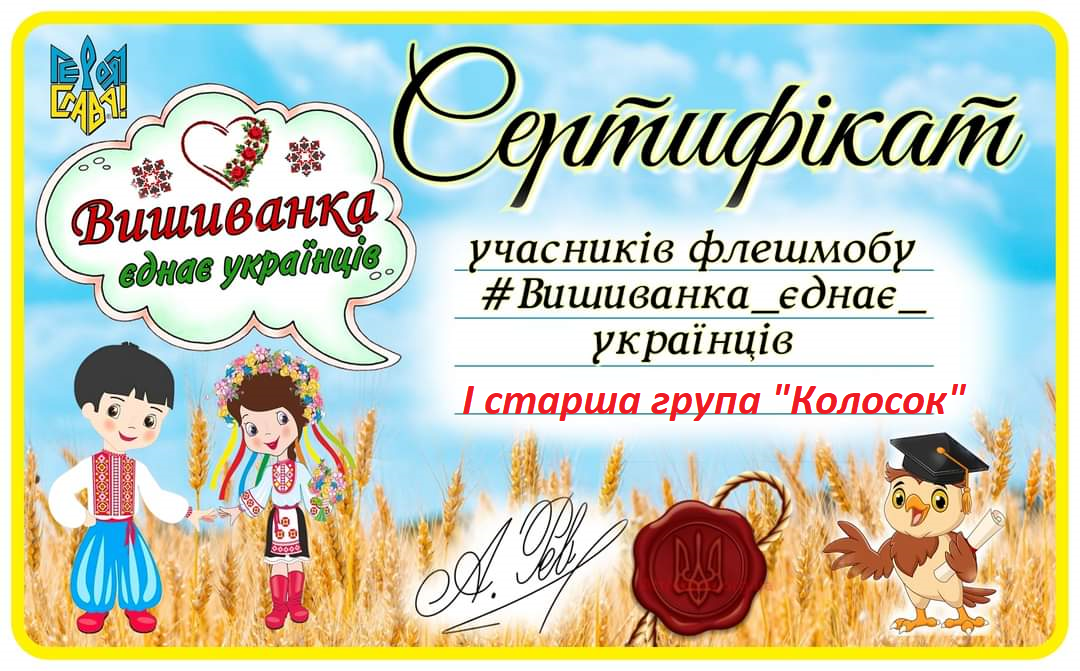 ГЕРОЯМ
СЛАВА!
Вишиванка
єднає українців
Сертифікат
учасників флешмобу
#Вишиванка_єднає_
українців
І старша група "Колосок"